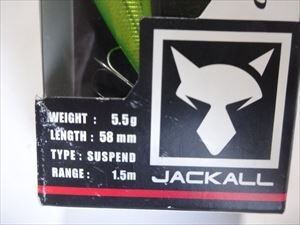 WEIGHT : 5.5g
LENGTH : 58 mm
TYPE : SUSPEND
RANGE : 1.5m
JACKALL